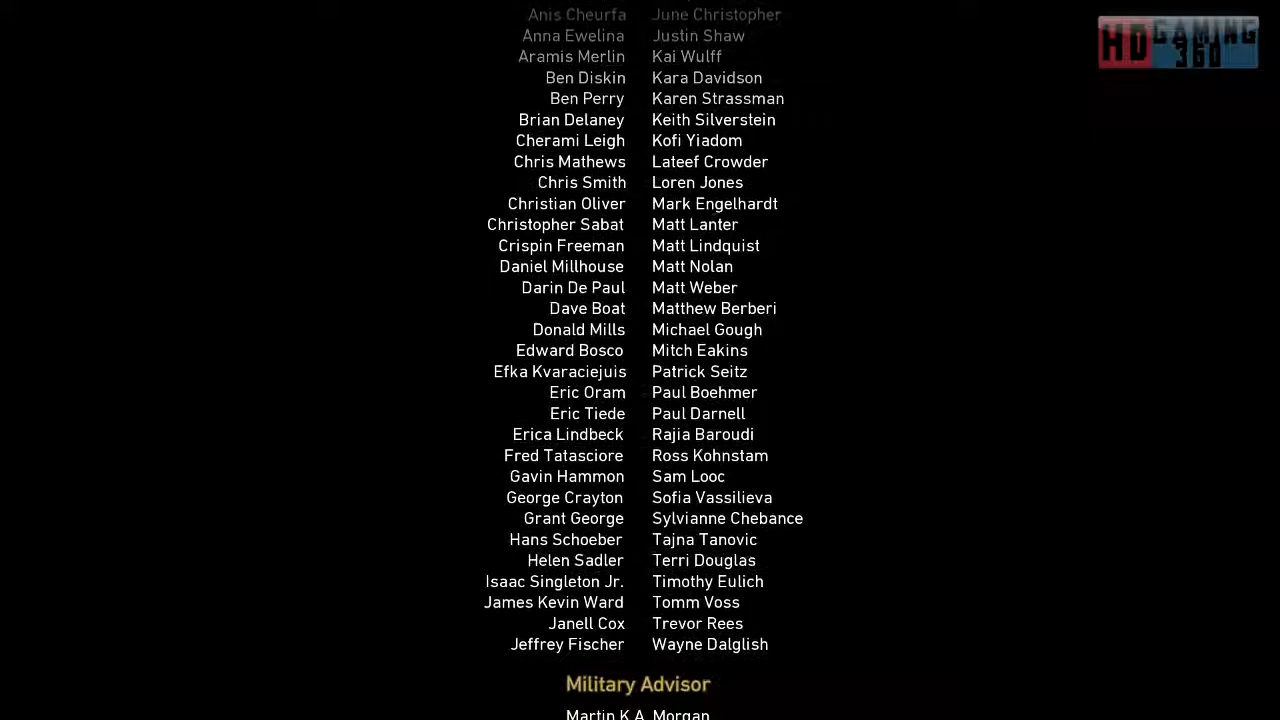 HD GAMING 360
Anis Cheurfa June Christopher
Anna Ewelina Justin Shaw
Aramis Merlin Kai Wulff
Ben Diskin Kara Davidson
Ben Perry Karen Strassman
Brian Delaney Keith Silverstein
Cherami Leigh Kofi Yiadom
Chris Mathews Lateef Crowder
Chris Smith Loren Jones
Christian Oliver Mark Engelhardt
Christopher Sabat Matt Lanter
Crispin Freeman Matt Lindquist
Daniel Millhouse Matt Nolan
Darin De Paul Matt Weber
Dave Boat Matthew Berberi
Donald Mills Michael Gough
Edward Bosco Mitch Eakins
Efka Kvaraciejuis Patrick Seitz
Eric Oram Paul Boehmer
Eric Tiede Paul Darnell
Erica Lindbeck Rajia Baroudi
Fred Tatasciore Ross Kohnstam
Gavin Hammon Sam Looc
George Crayton Sofia Vassilieva
Grant George Sylvianne Chebance
Hans Schoeber Tajna Tanovic
Helen Sadler Terri Douglas
Isaac Singleton Jr. Timothy Eulich
James Kevin Ward Tomm Voss
Janell Cox Trevor Rees
Jeffrey Fischer Wayne Dalglish
Military Advisor
Martin K.A. Morgan